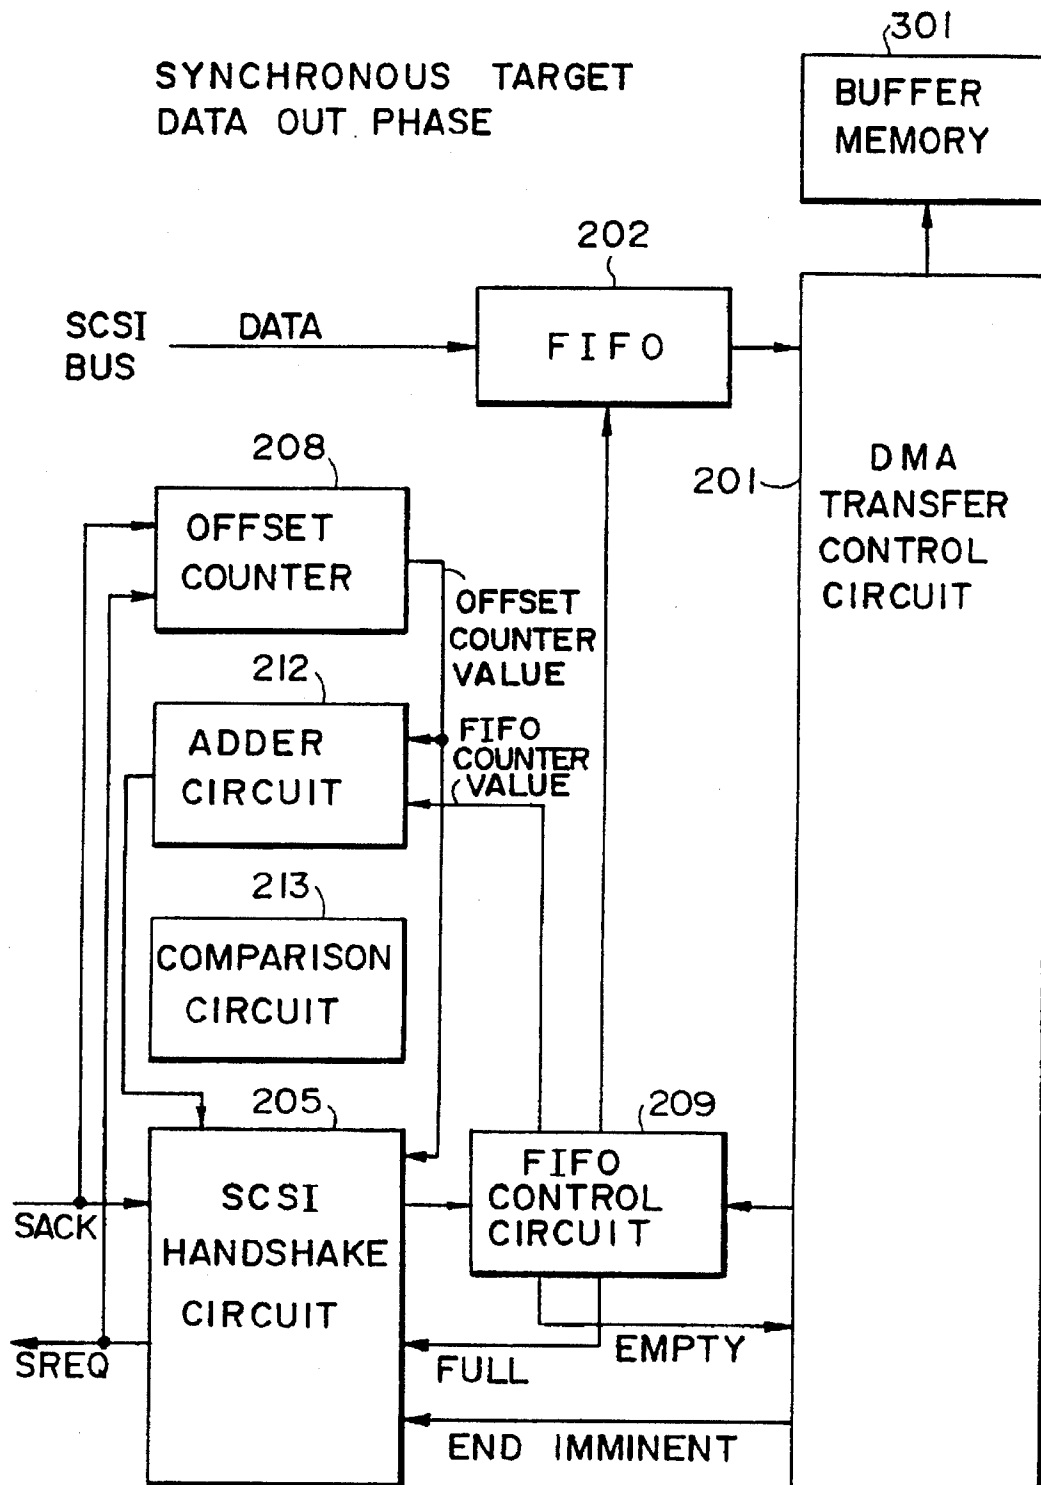 SYNCHRONOUS TARGET
DATA OUT PHASE
301
BUFFER
MEMORY
202
FIFO
SCSI
BUS
DATA
201
DMA
TRANSFER
CONTROL
CIRCUIT
208
OFFSET
COUNTER
OFFSET
COUNTER
VALUE
212
ADDER
CIRCUIT
FIFO
COUNTER
VALUE
213
COMPARISON
CIRCUIT
205
SCSI
HANDSHAKE
CIRCUIT
209
FIFO
CONTROL
CIRCUIT
SACK
SREQ
EMPTY
FULL
END IMMINENT